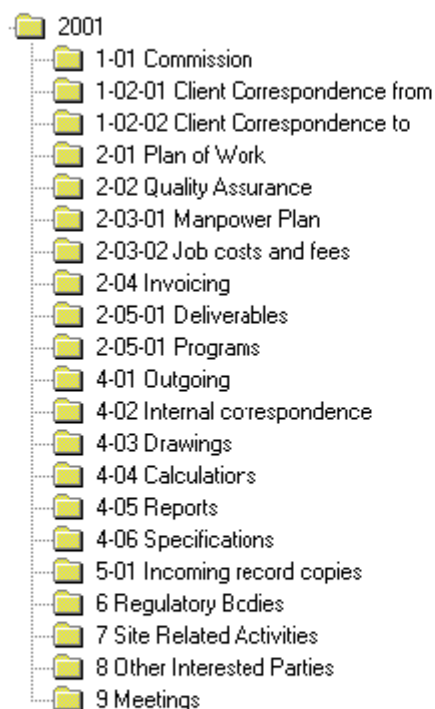 2001
1-01 Commission
1-02-01 Client Correspondence from
1-02-02 Client Correspondence to
2-01 Plan of Work
2-02 Quality Assurance
2-03-01 Manpower Plan
2-03-02 Job costs and fees
2-04 Invoicing
2-05-01 Deliverables
2-05-01 Programs
4-01 Outgoing
4-02 Internal correspondence
4-03 Drawings
4-04 Calculations
4-05 Reports
4-06 Specifications
5-01 Incoming record copies
6 Regulatory Bodies
7 Site Related Activities
8 Other Interested Parties
9 Meetings